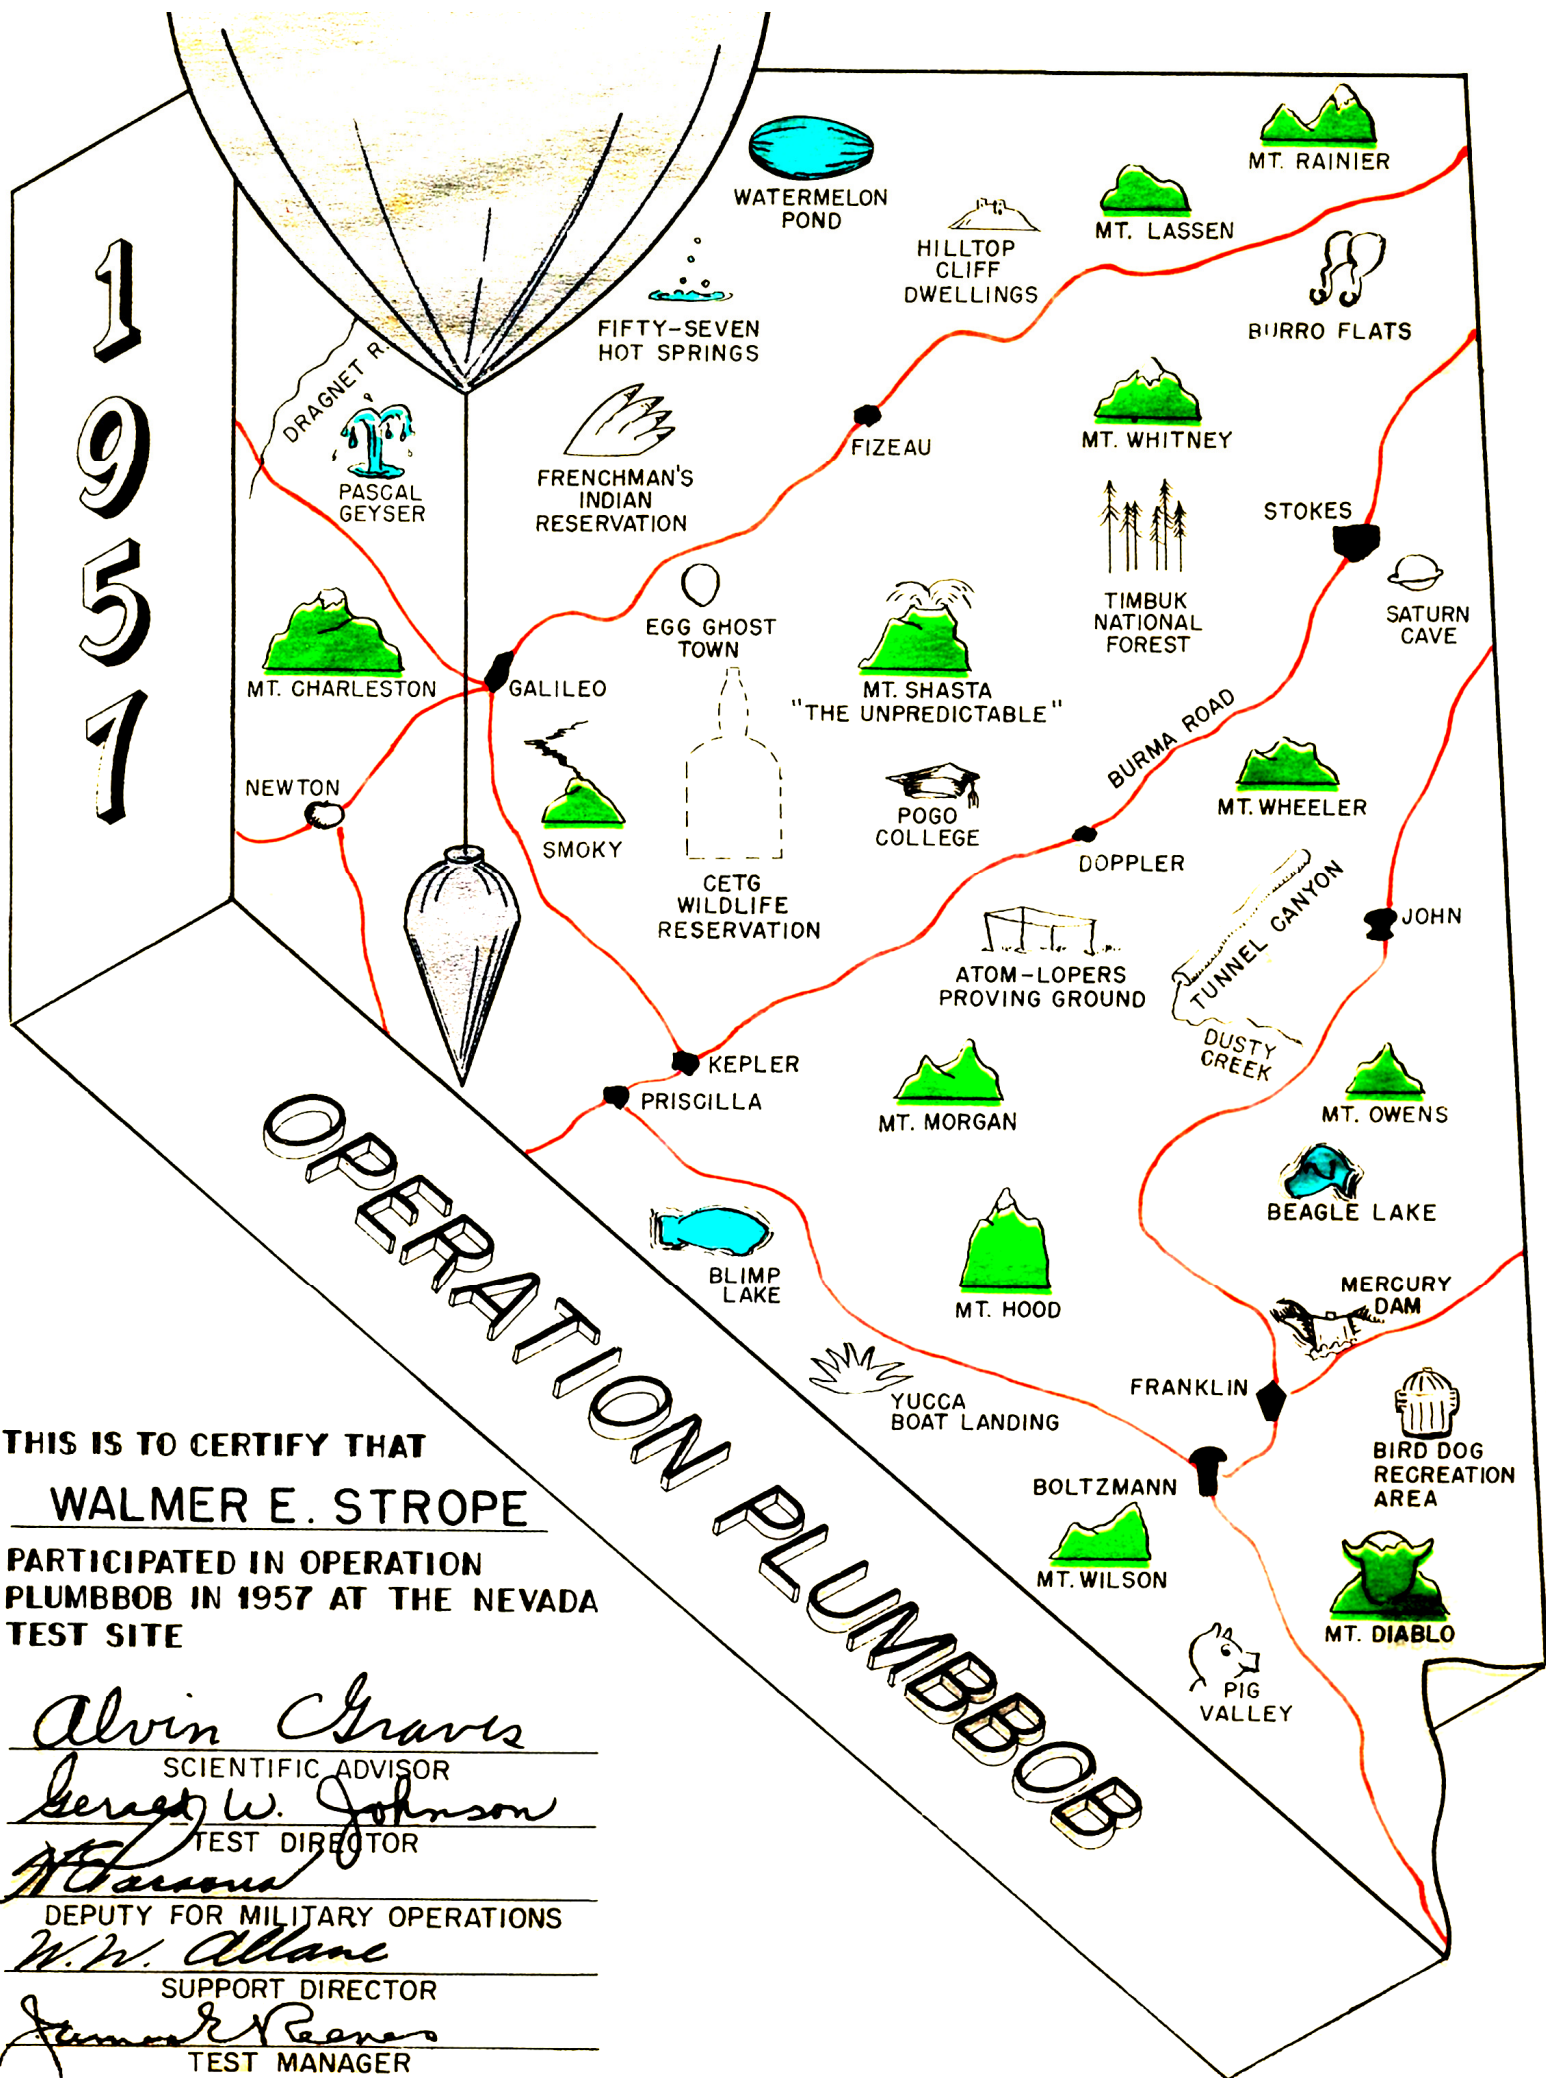 1957
WATERMELON
POND
MT. RAINIER
MT. LASSEN
HILLTOP
CLIFF
DWELLINGS
BURRO FLATS
FIFTY-SEVEN
HOT SPRINGS
DRAGNET R.
PASCAL
GEYSER
FRENCHMAN'S
INDIAN
RESERVATION
FIZEAU
MT. WHITNEY
STOKES
TIMBUK
NATIONAL
FOREST
SATURN
CAVE
EGG GHOST
TOWN
MT. CHARLESTON
GALILEO
MT. SHASTA
"THE UNPREDICTABLE"
BURMA ROAD
NEWTON
SMOKY
POGO
COLLEGE
MT. WHEELER
DOPPLER
CETG
WILDLIFE
RESERVATION
TUNNEL CANYON
JOHN
ATOM-LOPERS
PROVING GROUND
DUSTY
CREEK
KEPLER
PRISCILLA
MT. MORGAN
MT. OWENS
BEAGLE LAKE
BLIMP
LAKE
MT. HOOD
MERCURY
DAM
YUCCA
BOAT LANDING
FRANKLIN
BIRD DOG
RECREATION
AREA
BOLTZMANN
MT. WILSON
MT. DIABLO
PIG
VALLEY
OPERATION PLUMBBOB
THIS IS TO CERTIFY THAT
WALMER E. STROPE
PARTICIPATED IN OPERATION
PLUMBBOB IN 1957 AT THE NEVADA
TEST SITE
Alvin Graves
SCIENTIFIC ADVISOR
Gerald W. Johnson
TEST DIRECTOR
Parsons
DEPUTY FOR MILITARY OPERATIONS
W.W. Allaire
SUPPORT DIRECTOR
James E Reeves
TEST MANAGER